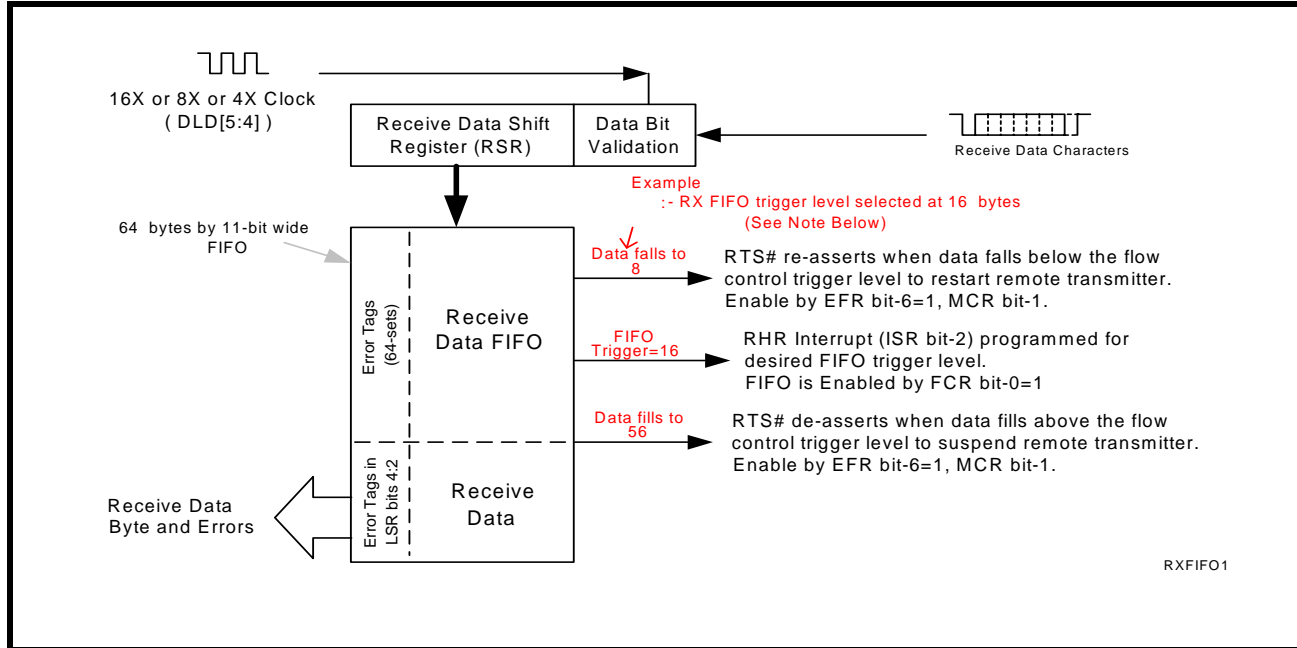 16X or 8X or 4X Clock
( DLD[5:4] )
Receive Data Shift
Register (RSR)
Data Bit
Validation
Receive Data Characters
Example
:- RX FIFO trigger level selected at 16 bytes
(See Note Below)
64 bytes by 11-bit wide
FIFO
Error Tags
(64-sets)
Receive
Data FIFO
Data falls to
8
RTS# re-asserts when data falls below the flow
control trigger level to restart remote transmitter.
Enable by EFR bit-6=1, MCR bit-1.
FIFO
Trigger=16
RHR Interrupt (ISR bit-2) programmed for
desired FIFO trigger level.
FIFO is Enabled by FCR bit-0=1
Data fills to
56
RTS# de-asserts when data fills above the flow
control trigger level to suspend remote transmitter.
Enable by EFR bit-6=1, MCR bit-1.
Error Tags in
LSR bits 4:2
Receive
Data
Receive Data
Byte and Errors
RXFIFO1